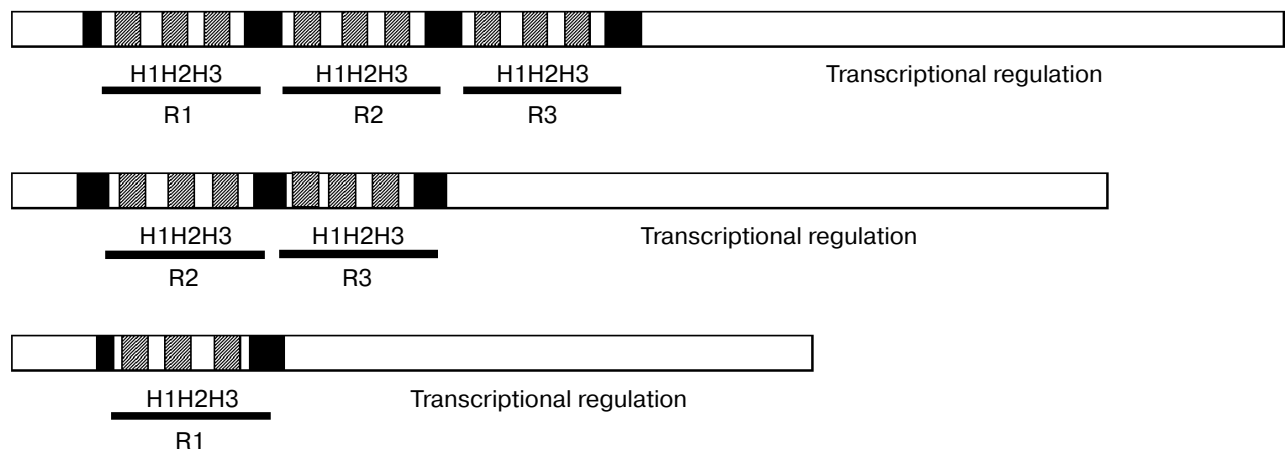 H1H2H3 H1H2H3 H1H2H3 Transcriptional regulation
R1 R2 R3
H1H2H3 H1H2H3 Transcriptional regulation
R2 R3
H1H2H3 Transcriptional regulation
R1